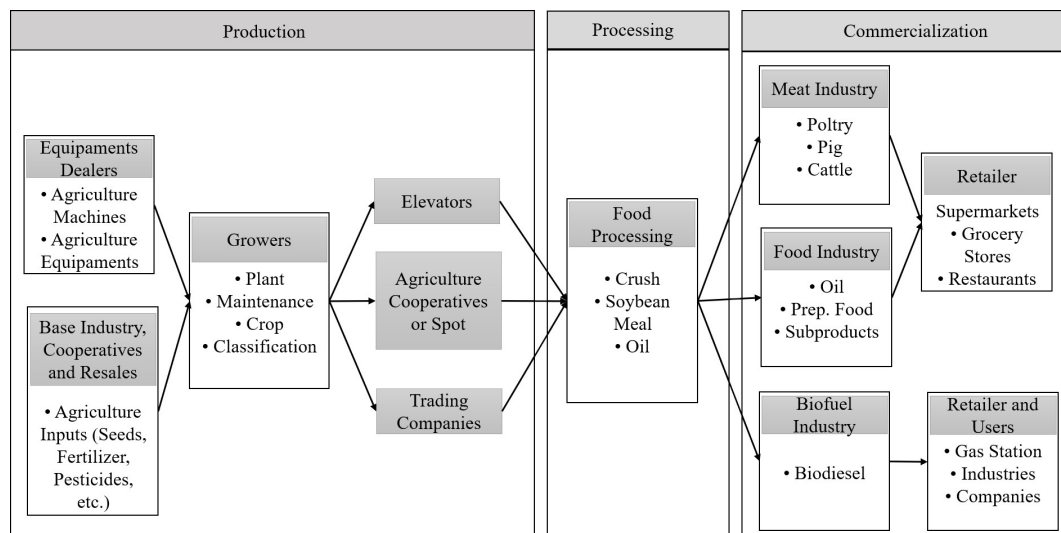 Production
Equipaments
Dealers
• Agriculture
Machines
• Agriculture
Equipaments
Base Industry,
Cooperatives
and Resales
• Agriculture
Inputs (Seeds,
Fertilizer,
Pesticides,
etc.)
Growers
• Plant
• Maintenance
• Crop
• Classification
Elevators
Agriculture
Cooperatives
or Spot
Trading
Companies
Processing
Food
Processing
• Crush
• Soybean
Meal
• Oil
Commercialization
Meat Industry
• Poltry
• Pig
• Cattle
Food Industry
• Oil
• Prep. Food
• Subproducts
Biofuel
Industry
• Biodiesel
Retailer
Supermarkets
• Grocery
Stores
• Restaurants
Retailer and
Users
• Gas Station
• Industries
• Companies